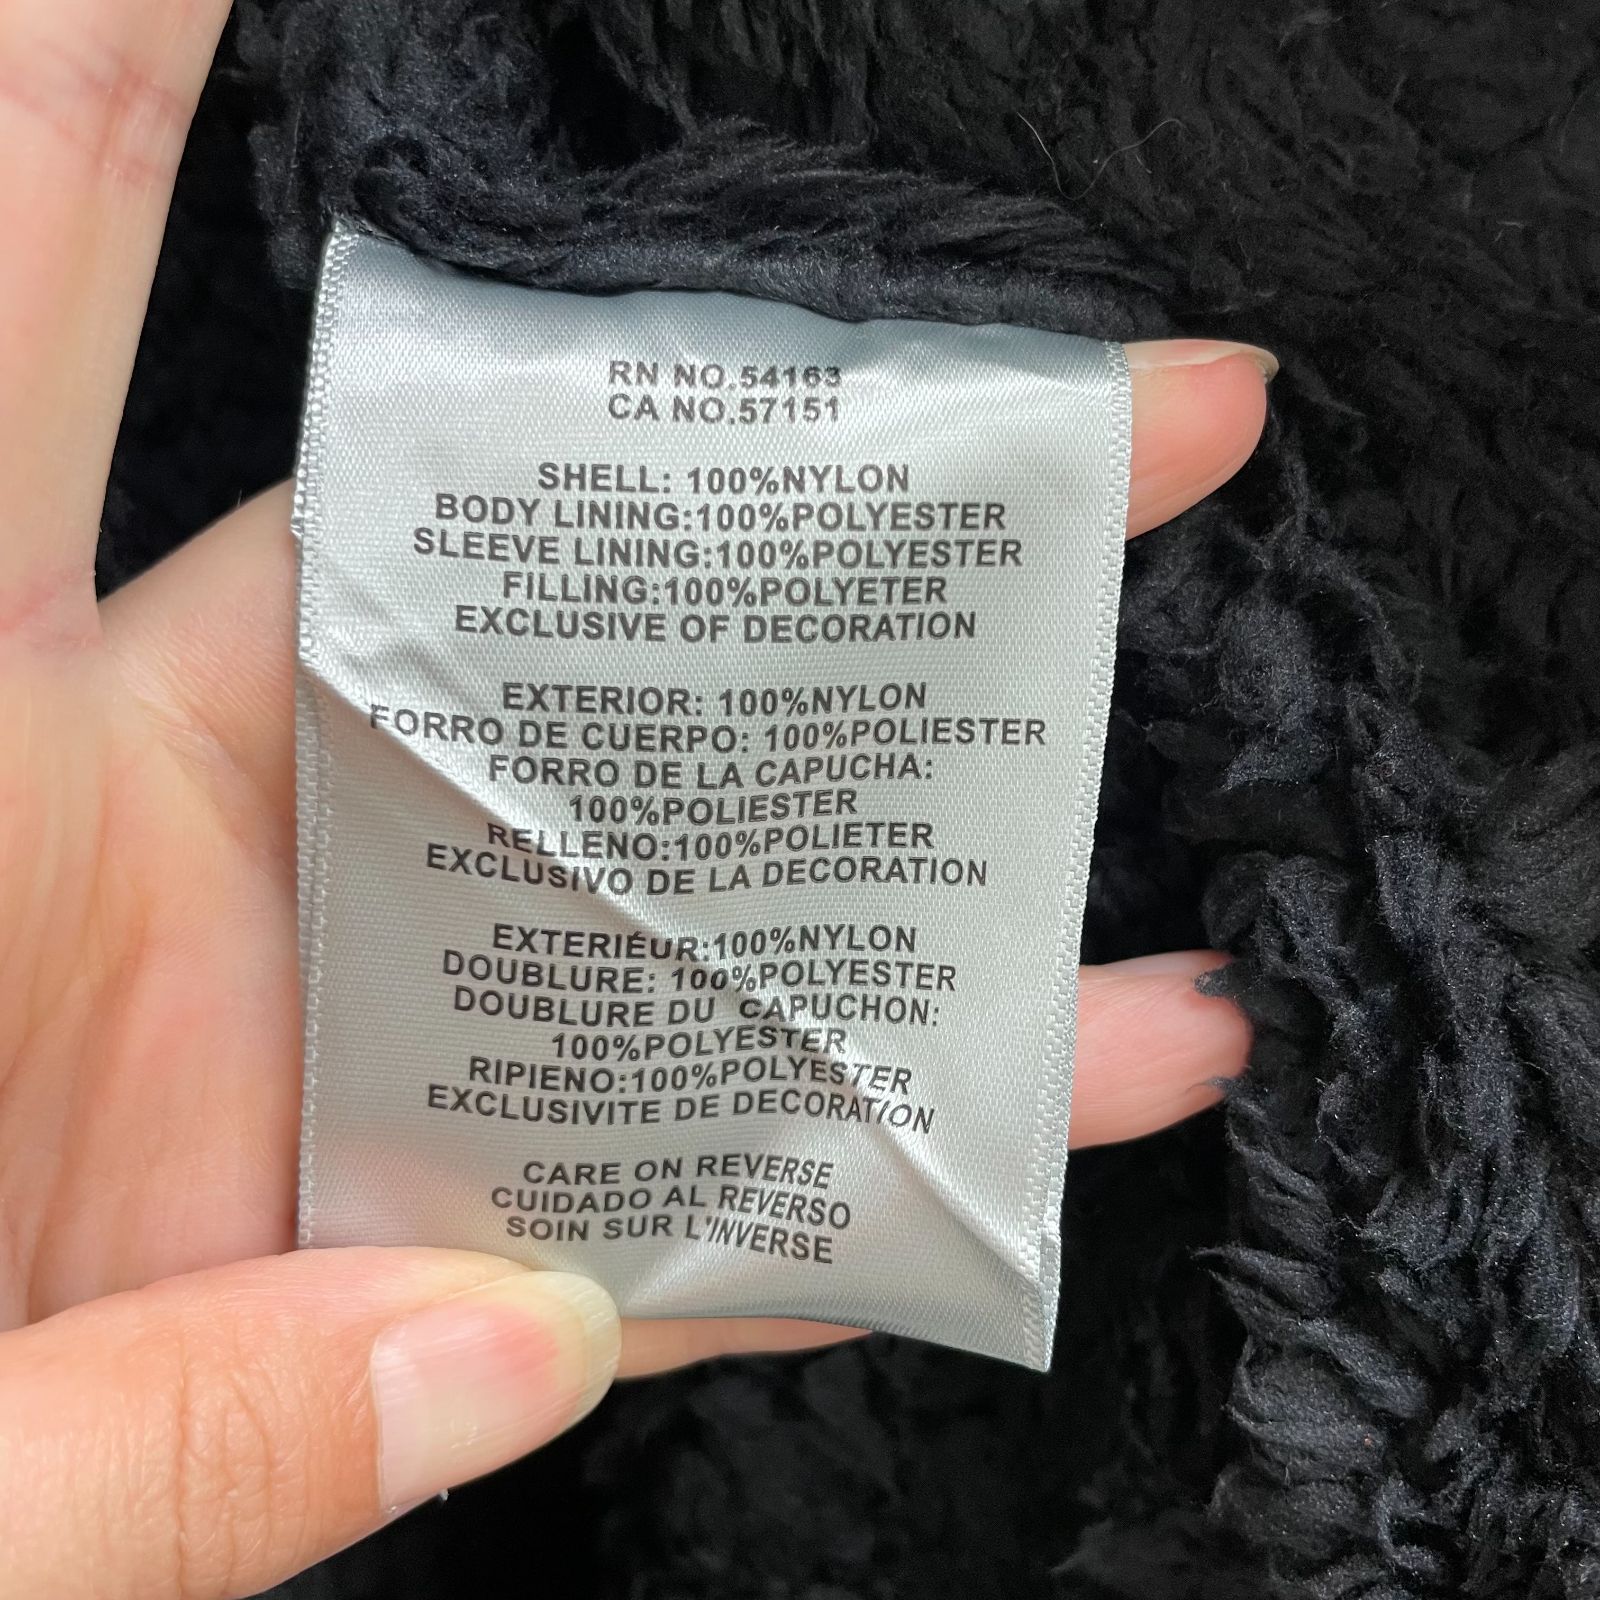 RN NO.54163
CA NO.57151
SHELL: 100%NYLON
BODY LINING:100%POLYESTER
SLEEVE LINING:100%POLYESTER
FILLING:100%POLYETER
EXCLUSIVE OF DECORATION
EXTERIOR: 100%NYLON
FORRO DE CUERPO: 100%POLIESTER
FORRO DE LA CAPUCHA:
100%POLIESTER
RELLENO:100%POLIETER
EXCLUSIVO DE LA DECORATION
EXTERIÉUR:100%NYLON
DOUBLURE: 100%POLYESTER
DOUBLURE DU  CAPUCHON:
100%POLYESTER
RIPIENO:100%POLYESTER
EXCLUSIVITE DE DECORATION
CARE ON REVERSE
CUIDADO AL REVERSO
SOIN SUR L'INVERSE